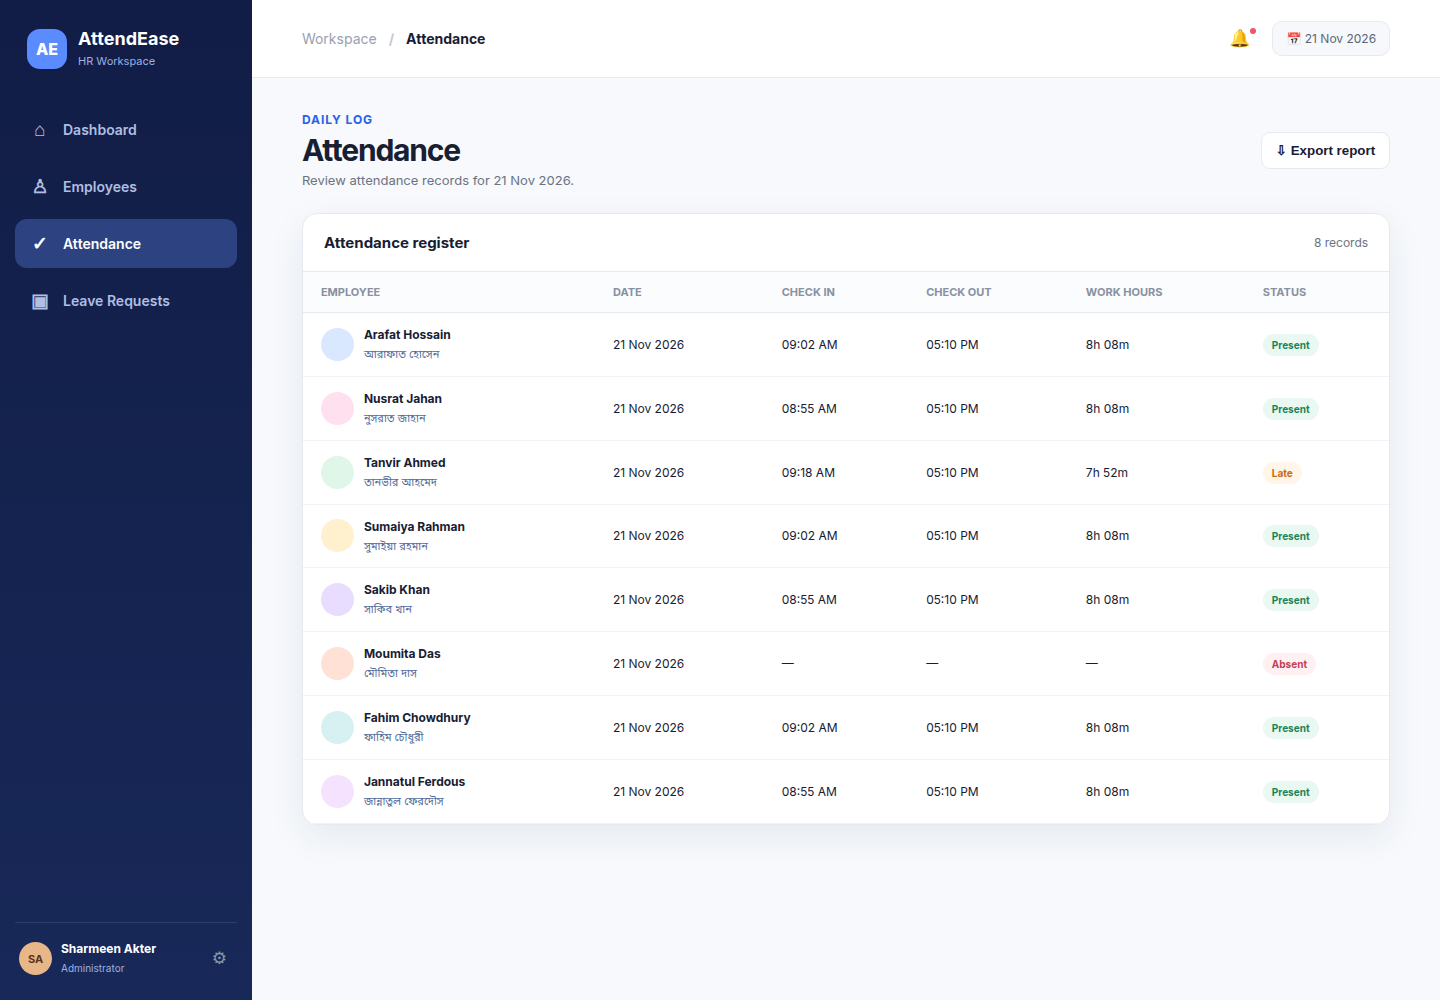 AE AttendEase
HR Workspace
Dashboard
Employees
Attendance
Leave Requests
SA Sharmeen Akter
Administrator
Workspace / Attendance
21 Nov 2026
DAILY LOG
Attendance
Review attendance records for 21 Nov 2026.
Export report
Attendance register 8 records
EMPLOYEE DATE CHECK IN CHECK OUT WORK HOURS STATUS
Arafat Hossain
আরাফাত হোসেন
21 Nov 2026 09:02 AM 05:10 PM 8h 08m Present
Nusrat Jahan
নুসরাত জাহান
21 Nov 2026 08:55 AM 05:10 PM 8h 08m Present
Tanvir Ahmed
তানভীর আহমেদ
21 Nov 2026 09:18 AM 05:10 PM 7h 52m Late
Sumaiya Rahman
সুমাইয়া রহমান
21 Nov 2026 09:02 AM 05:10 PM 8h 08m Present
Sakib Khan
সাকিব খান
21 Nov 2026 08:55 AM 05:10 PM 8h 08m Present
Moumita Das
মৌমিতা দাস
21 Nov 2026 — — — Absent
Fahim Chowdhury
ফাহিম চৌধুরী
21 Nov 2026 09:02 AM 05:10 PM 8h 08m Present
Jannatul Ferdous
জান্নাতুল ফেরদৌস
21 Nov 2026 08:55 AM 05:10 PM 8h 08m Present